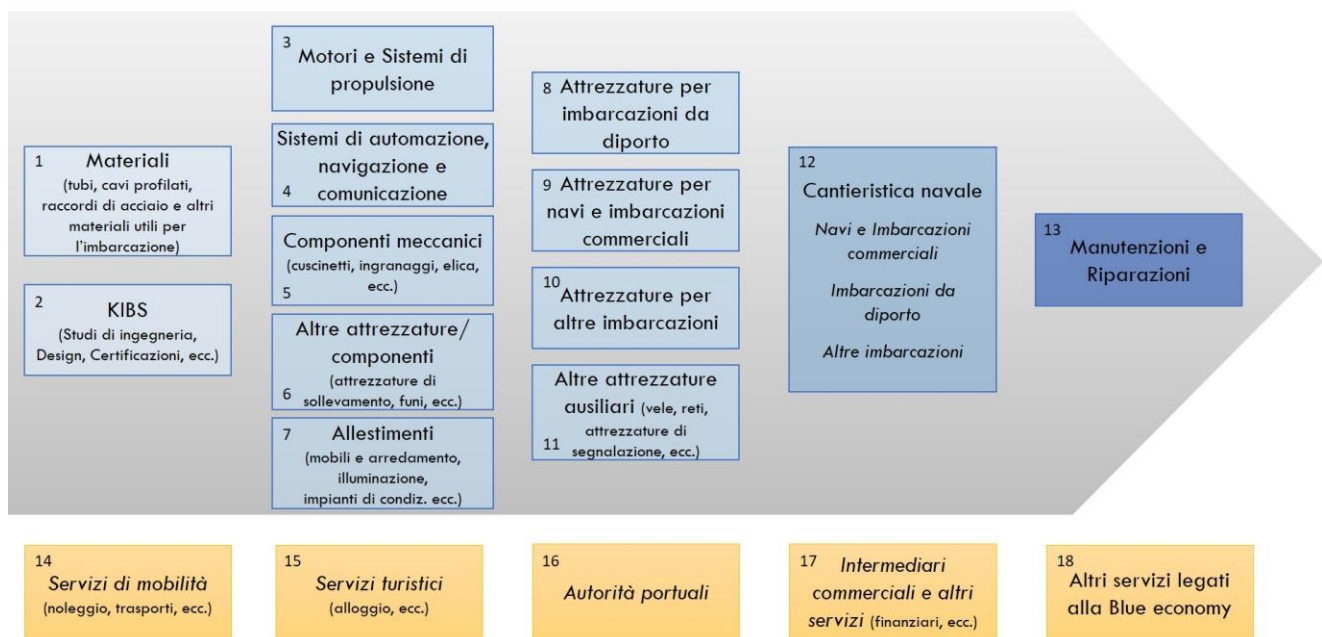 1 Materiali
(tubi, cavi profilati,
raccordi di acciaio e altri
materiali utili per
l'imbarcazione)
2 KIBS
(Studi di ingegneria,
Design, Certificazioni, ecc.)
3 Motori e Sistemi di
propulsione
Sistemi di automazione,
navigazione e
4 comunicazione
Componenti meccanici
(cuscinetti, ingranaggi, elica,
5 ecc.)
Altre attrezzature/
componenti
(attrezzature di
6 sollevamento, funi, ecc.)
7 Allestimenti
(mobili e arredamento,
illuminazione,
impianti di condiz. ecc.)
8 Attrezzature per
imbarcazioni da
diporto
9 Attrezzature per
navi e imbarcazioni
commerciali
10 Attrezzature per
altre imbarcazioni
Altre attrezzature
ausiliari (vele, reti,
attrezzature di
11 segnalazione, ecc.)
12
Cantieristica navale
Navi e Imbarcazioni
commerciali
Imbarcazioni da
diporto
Altre imbarcazioni
13 Manutenzioni e
Riparazioni
14
Servizi di mobilità
(noleggio, trasporti, ecc.)
15
Servizi turistici
(alloggio, ecc.)
16
Autorità portuali
17 Intermediari
commerciali e altri
servizi (finanziari, ecc.)
18
Altri servizi legati
alla Blue economy